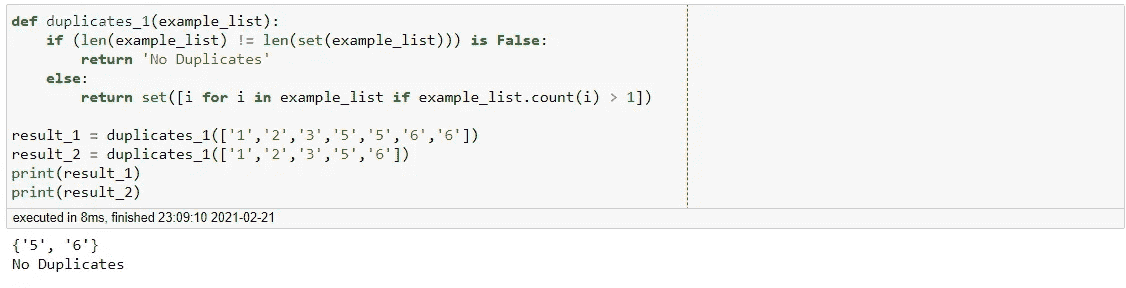 def duplicates_1(example_list):
    if (len(example_list) != len(set(example_list))) is False:
        return 'No Duplicates'
    else:
        return set([i for i in example_list if example_list.count(i) > 1])

result_1 = duplicates_1(['1','2','3','5','5','6','6'])
result_2 = duplicates_1(['1','2','3','5','6'])
print(result_1)
print(result_2)
executed in 8ms, finished 23:09:10 2021-02-21
{'5', '6'}
No Duplicates